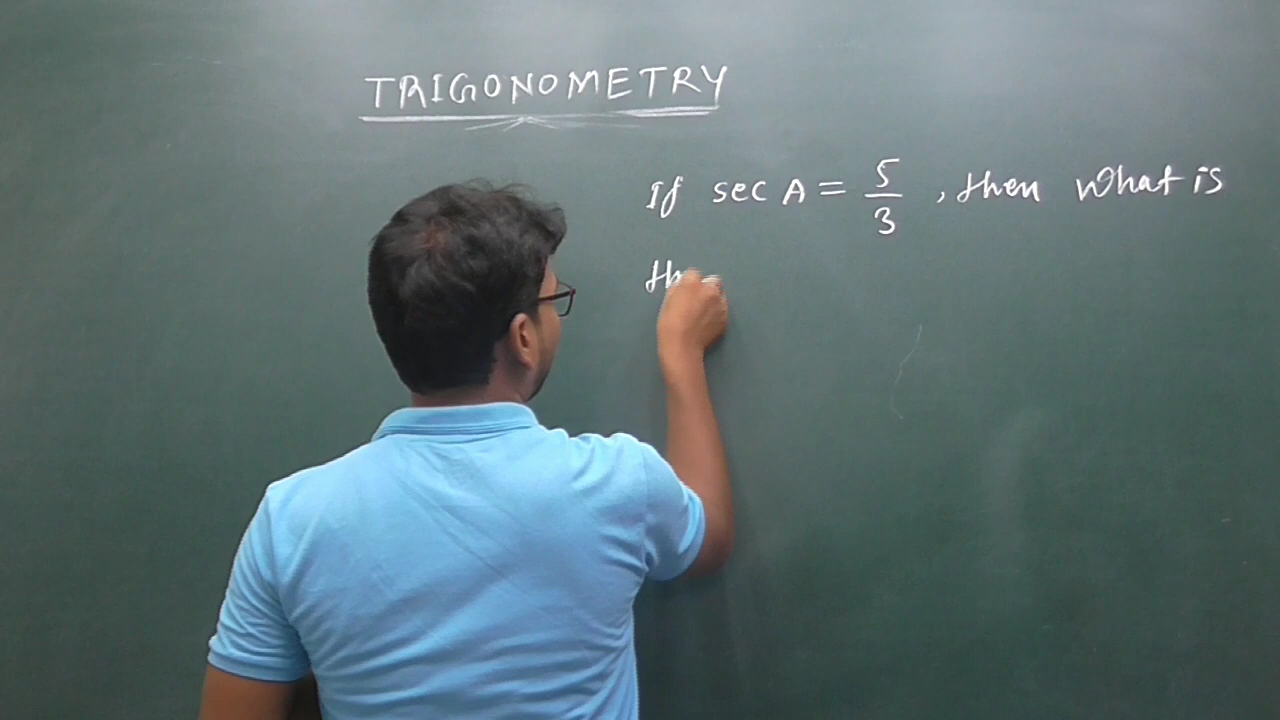 TRIGONOMETRY
If sec A = 5/3 , then what is